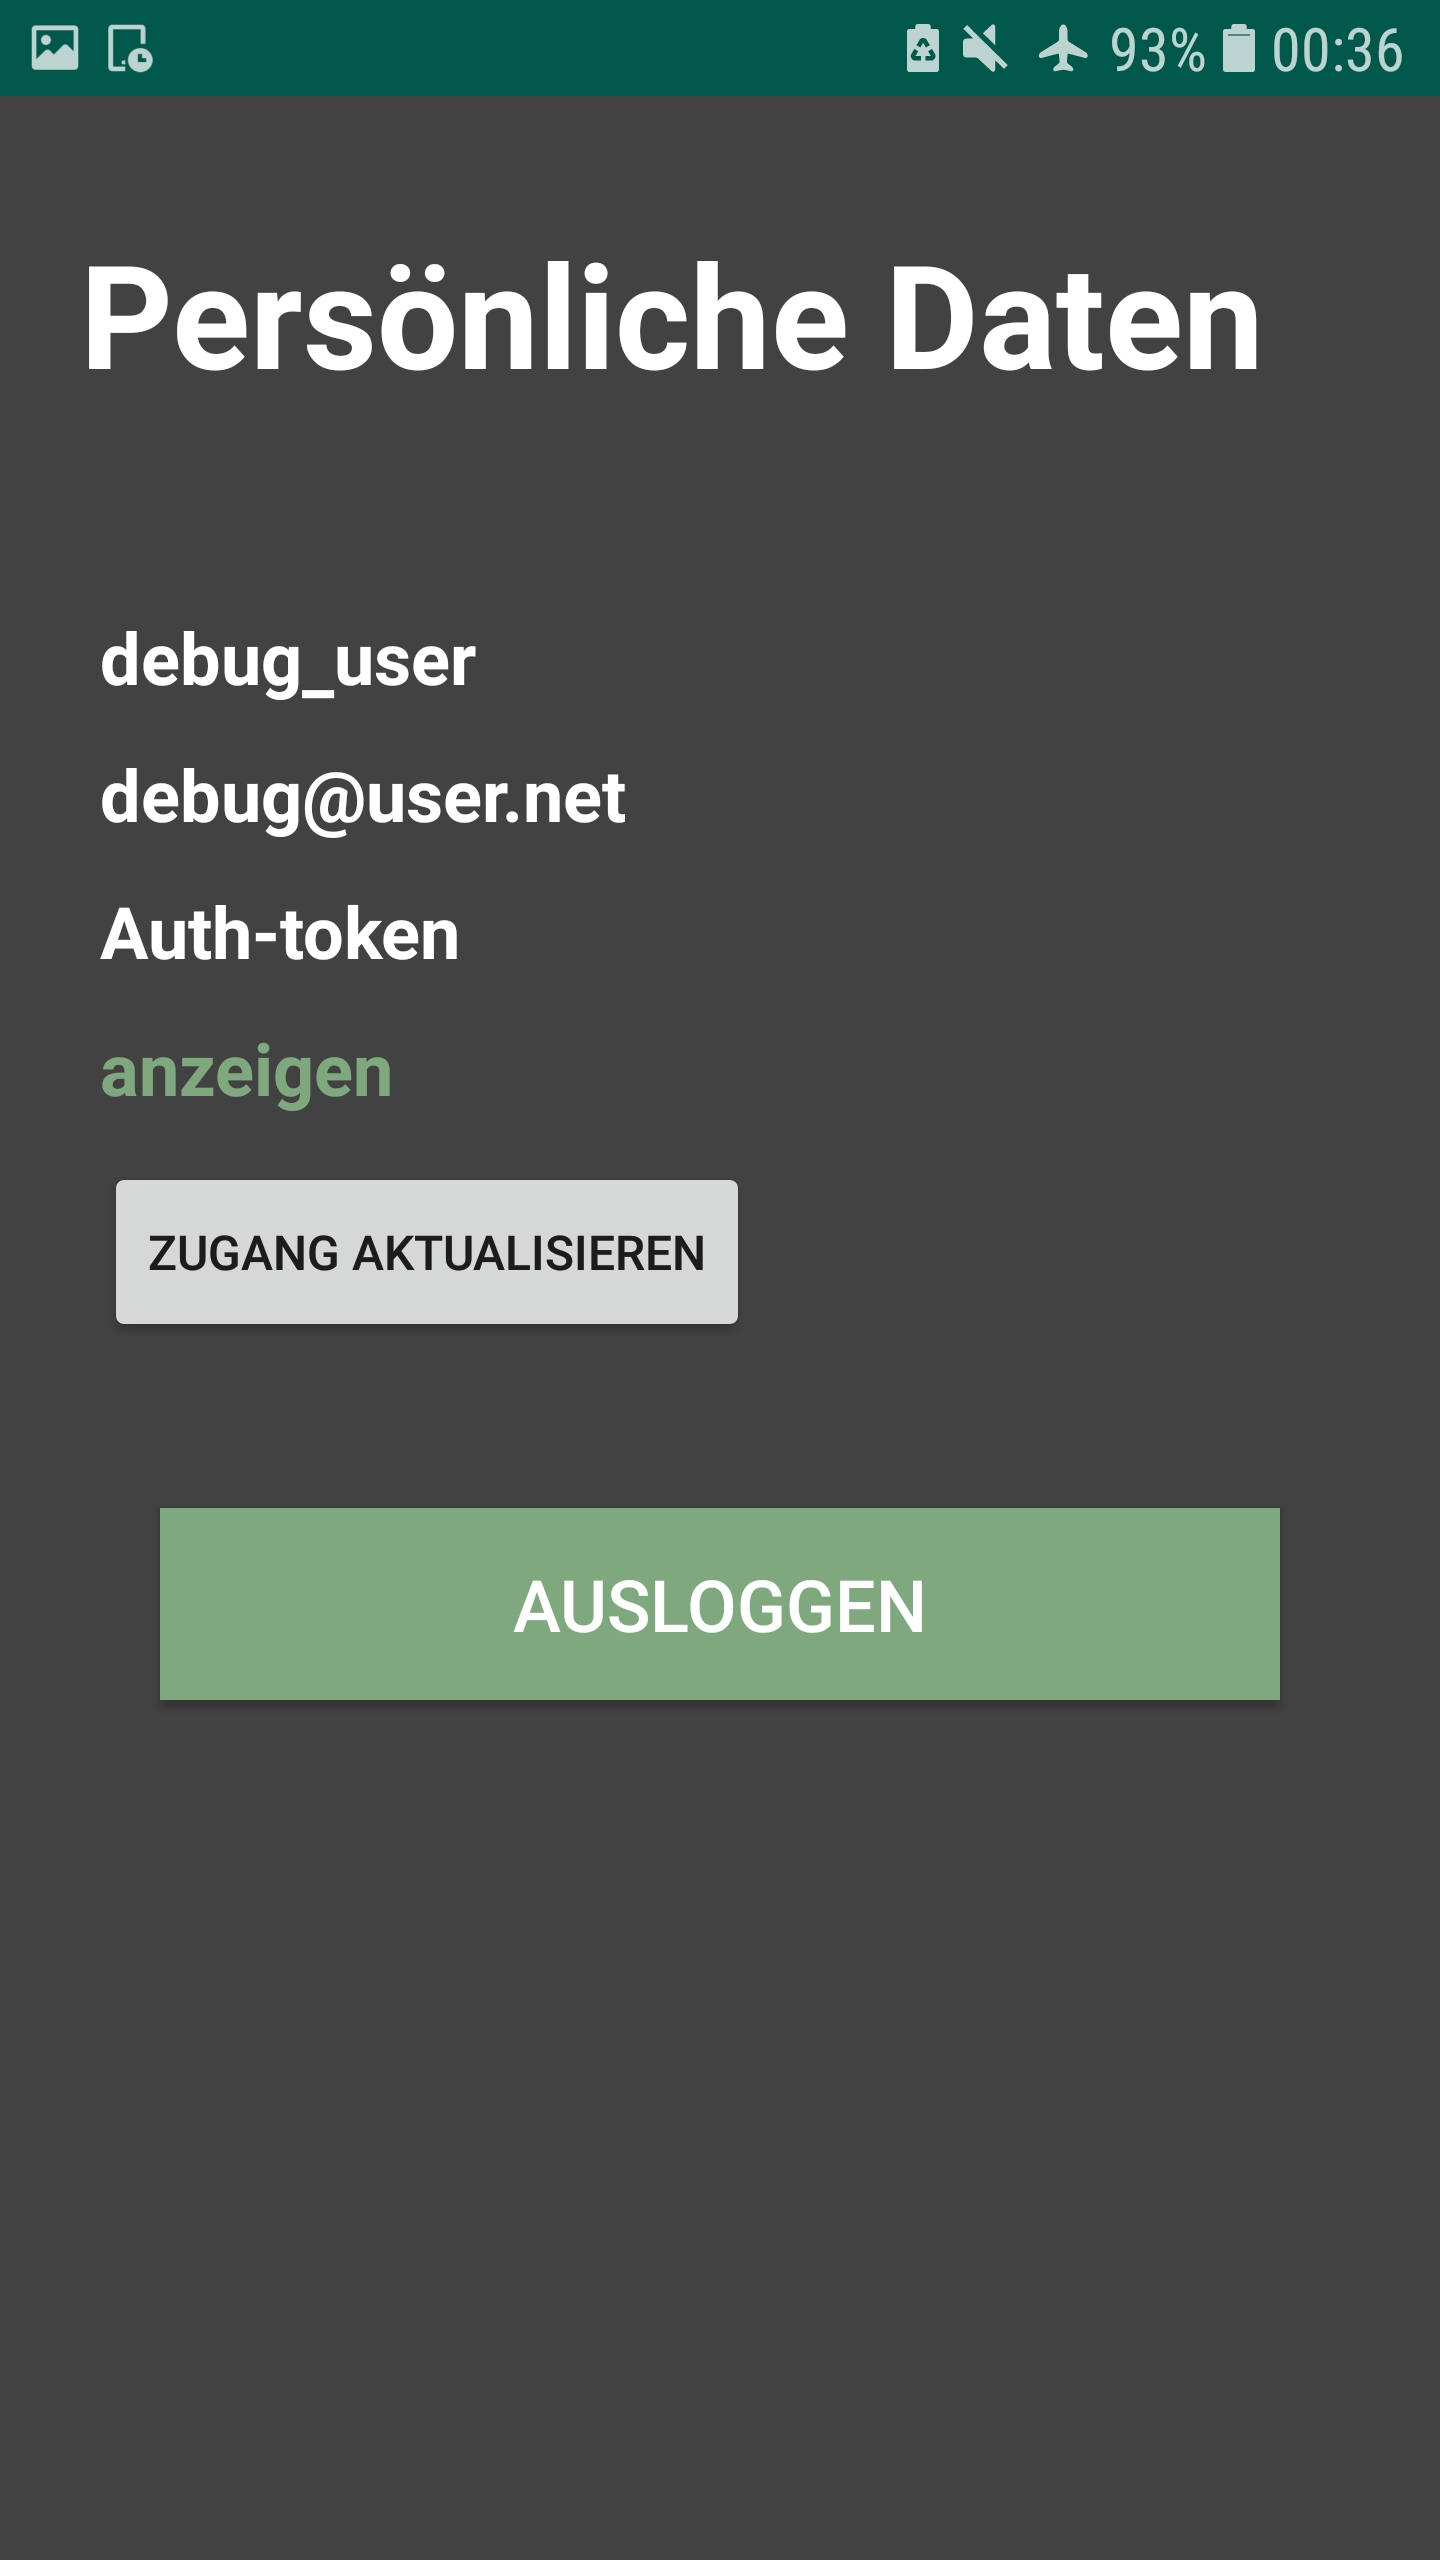 93% 00:36
Persönliche Daten
debug_user
debug@user.net
Auth-token
anzeigen
ZUGANG AKTUALISIEREN
AUSLOGGEN